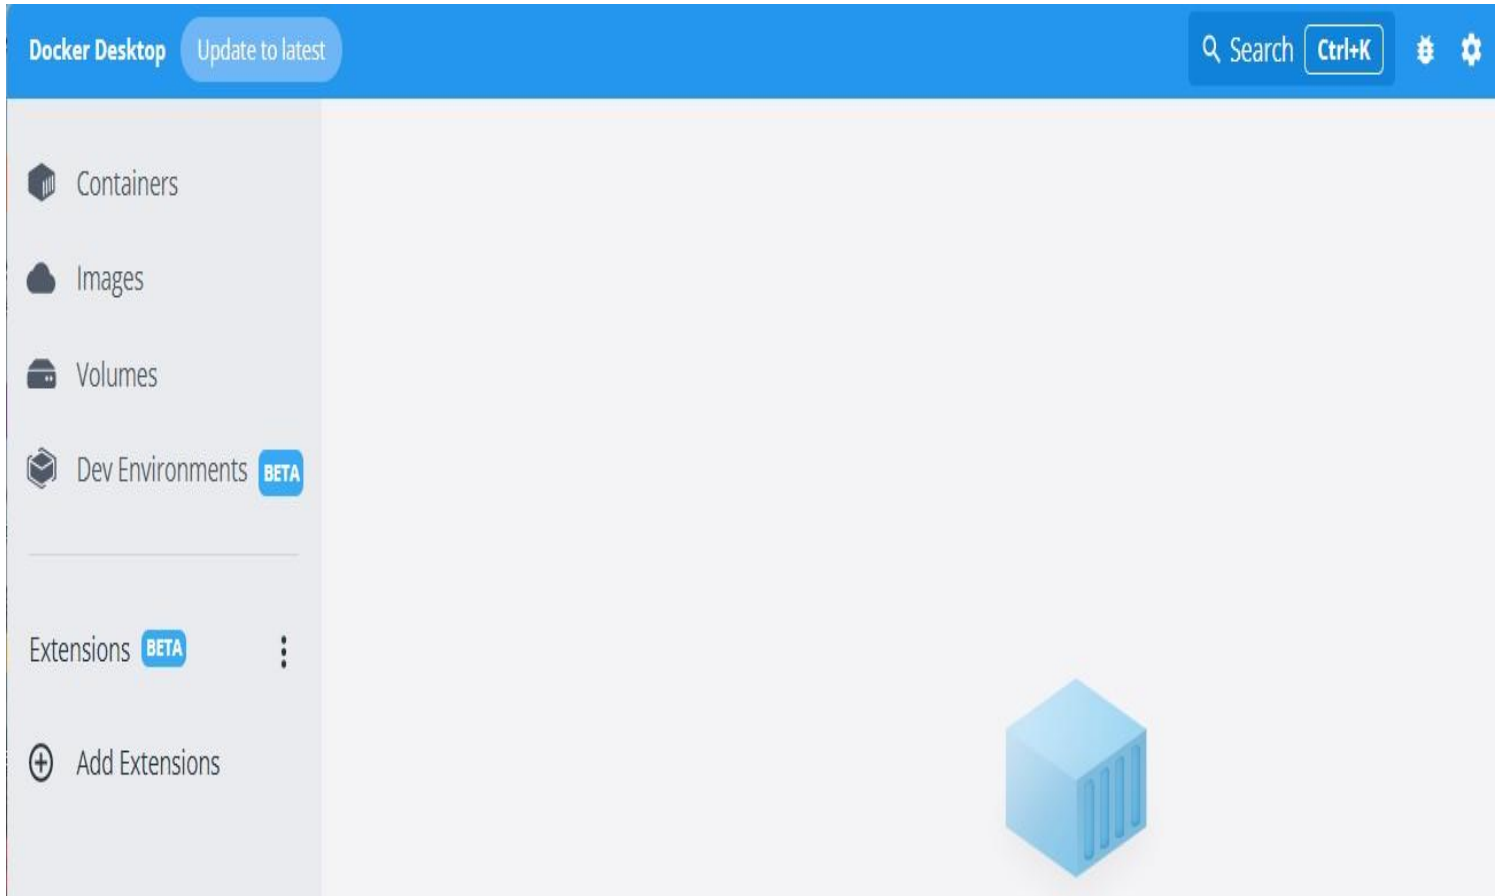 Docker Desktop Update to latest Search Ctrl+K
Containers
Images
Volumes
Dev Environments BETA
Extensions BETA
Add Extensions